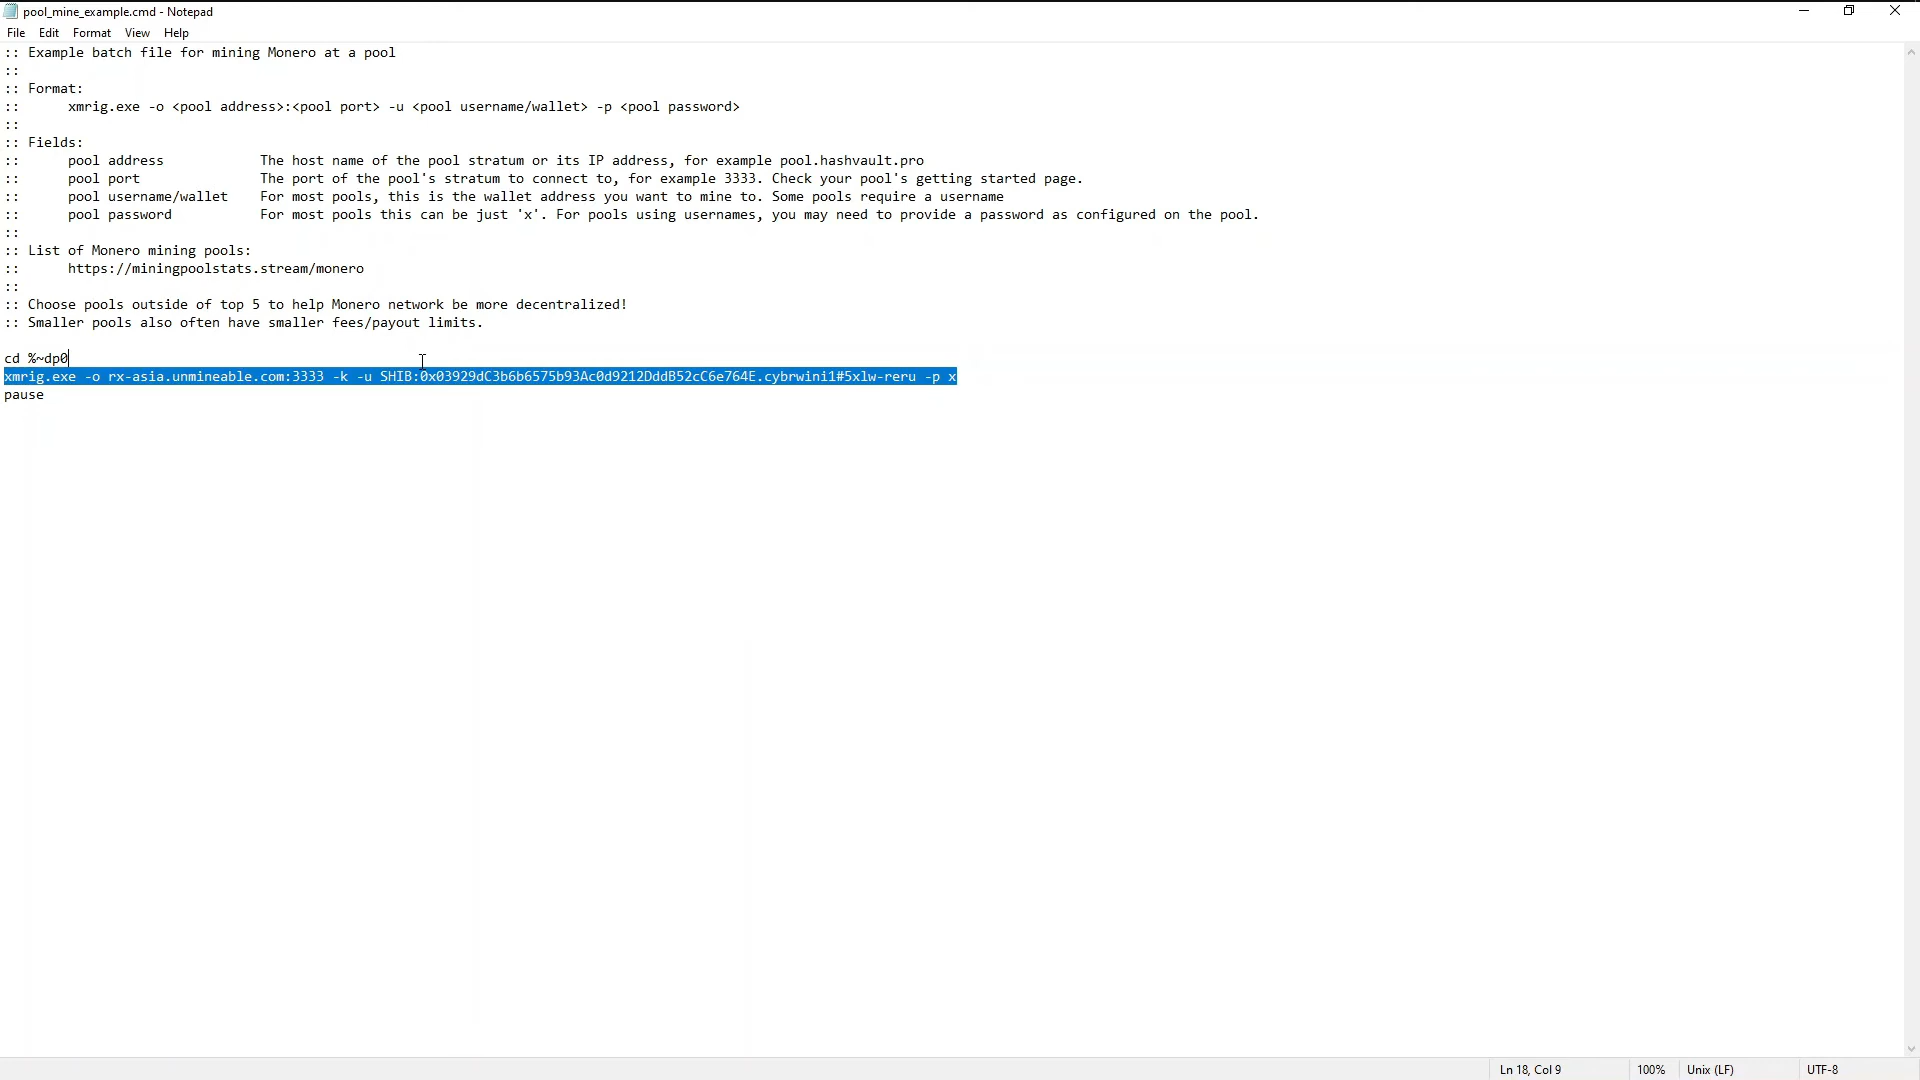 pool_mine_example.cmd - Notepad
File Edit Format View Help
:: Example batch file for mining Monero at a pool
::
:: Format:
:: xmrig.exe -o <pool address>:<pool port> -u <pool username/wallet> -p <pool password>
::
:: Fields:
:: pool address The host name of the pool stratum or its IP address, for example pool.hashvault.pro
:: pool port The port of the pool's stratum to connect to, for example 3333. Check your pool's getting started page.
:: pool username/wallet For most pools, this is the wallet address you want to mine to. Some pools require a username
:: pool password For most pools this can be just 'x'. For pools using usernames, you may need to provide a password as configured on the pool.
::
:: List of Monero mining pools:
:: https://miningpoolstats.stream/monero
::
:: Choose pools outside of top 5 to help Monero network be more decentralized!
:: Smaller pools also often have smaller fees/payout limits.
cd %~dp0
xmrig.exe -o rx-asia.unmineable.com:3333 -k -u SHIB:0x03929dC3b6b6575b93Ac0d9212DddB52cC6e764E.cybrwini1#5xlw-reru -p x
pause
Ln 18, Col 9 100% Unix (LF) UTF-8